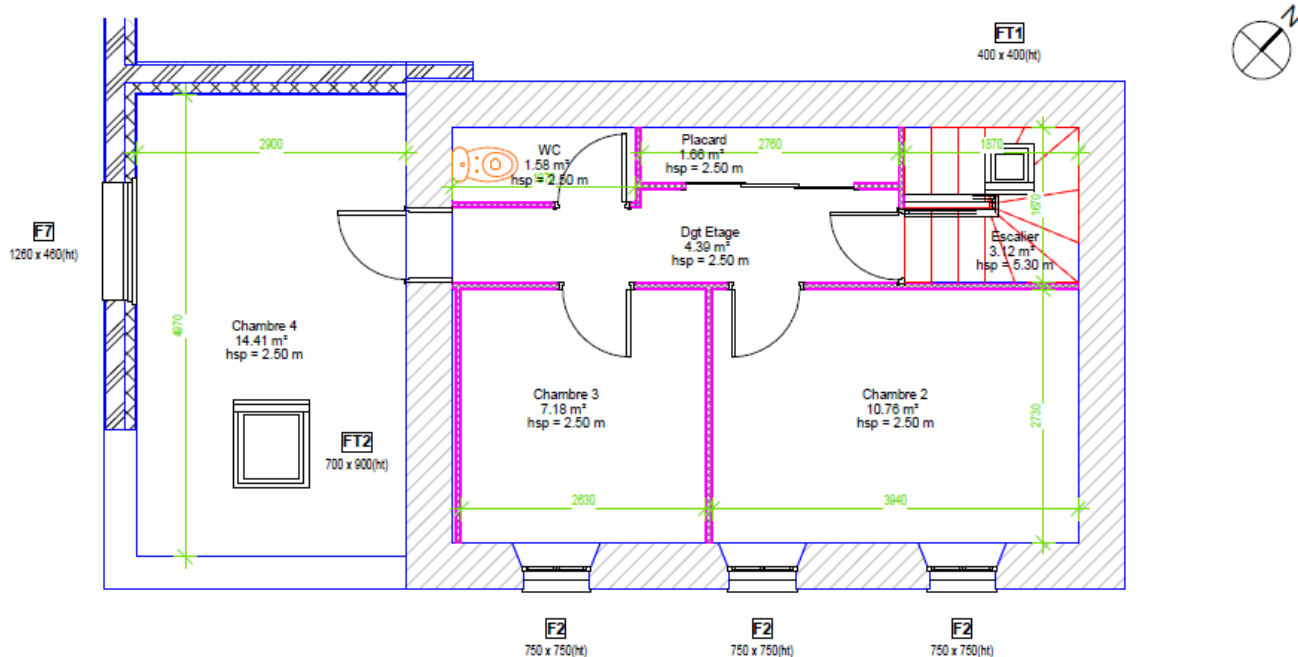 N
FT1
400 x 400(ht)
WC
1.58 m²
hsp = 2.50 m
Placard
2760
1.66 m²
hsp = 2.50 m
1870
2900
1670
F7
1260 x 460(ht)
Dgt Etage
4.39 m²
hsp = 2.50 m
Escalier
3.12 m²
hsp = 5.30 m
4970
Chambre 4
14.41 m²
hsp = 2.50 m
Chambre 3
7.18 m²
hsp = 2.50 m
Chambre 2
10.76 m²
hsp = 2.50 m
2730
FT2
700 x 900(ht)
2630
3940
F2
750 x 750(ht)
F2
750 x 750(ht)
F2
750 x 750(ht)